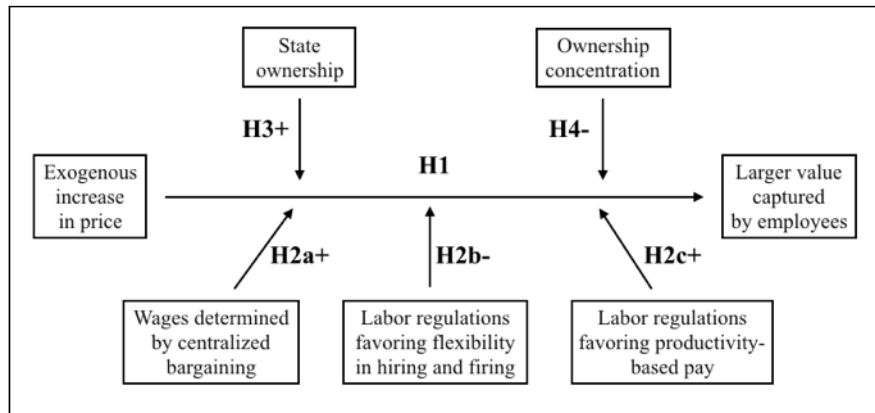 State
ownership
Ownership
concentration
H3+
H4-
H1
Exogenous
increase
in price
Larger value
captured
by employees
H2a+
H2b-
H2c+
Wages determined
by centralized
bargaining
Labor regulations
favoring flexibility
in hiring and firing
Labor regulations
favoring productivity-
based pay